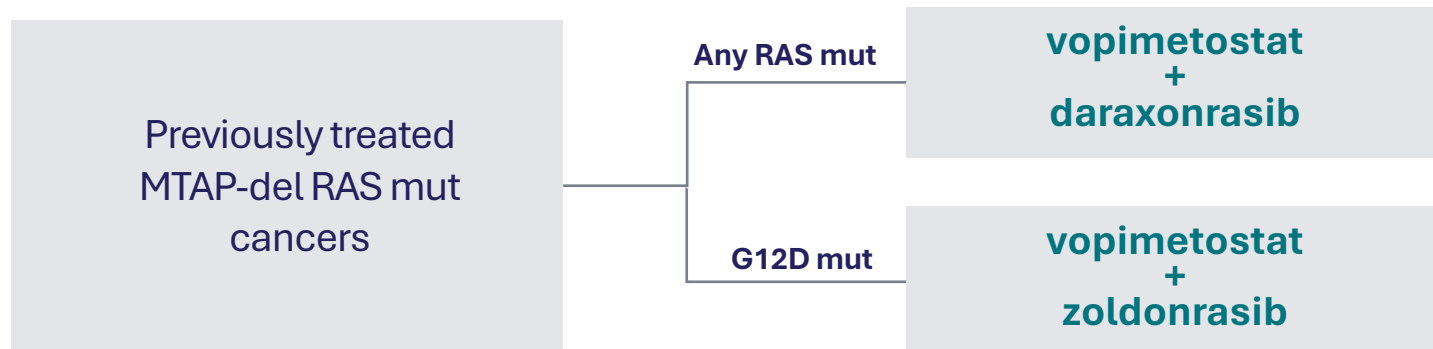 Previously treated
MTAP-del RAS mut
cancers
Any RAS mut
vopimetostat
+
daraxonrasib
G12D mut
vopimetostat
+
zoldonrasib